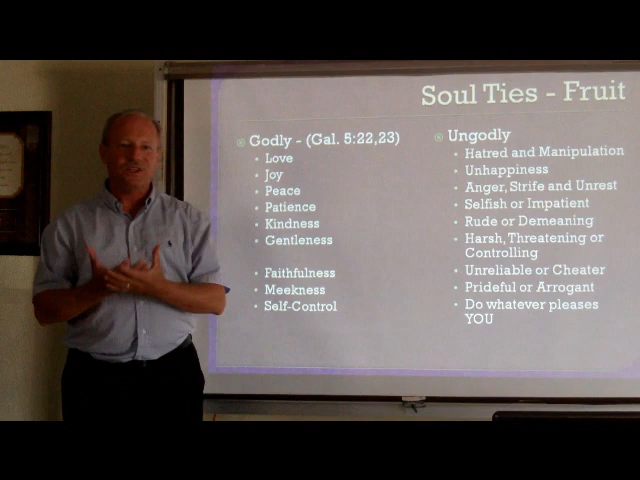 Soul Ties - Fruit
Godly - (Gal. 5:22,23)
Love
Joy
Peace
Patience
Kindness
Gentleness
Faithfulness
Meekness
Self-Control
Ungodly
Hatred and Manipulation
Unhappiness
Anger, Strife and Unrest
Selfish or Impatient
Rude or Demeaning
Harsh, Threatening or
Controlling
Unreliable or Cheater
Prideful or Arrogant
Do whatever pleases
YOU